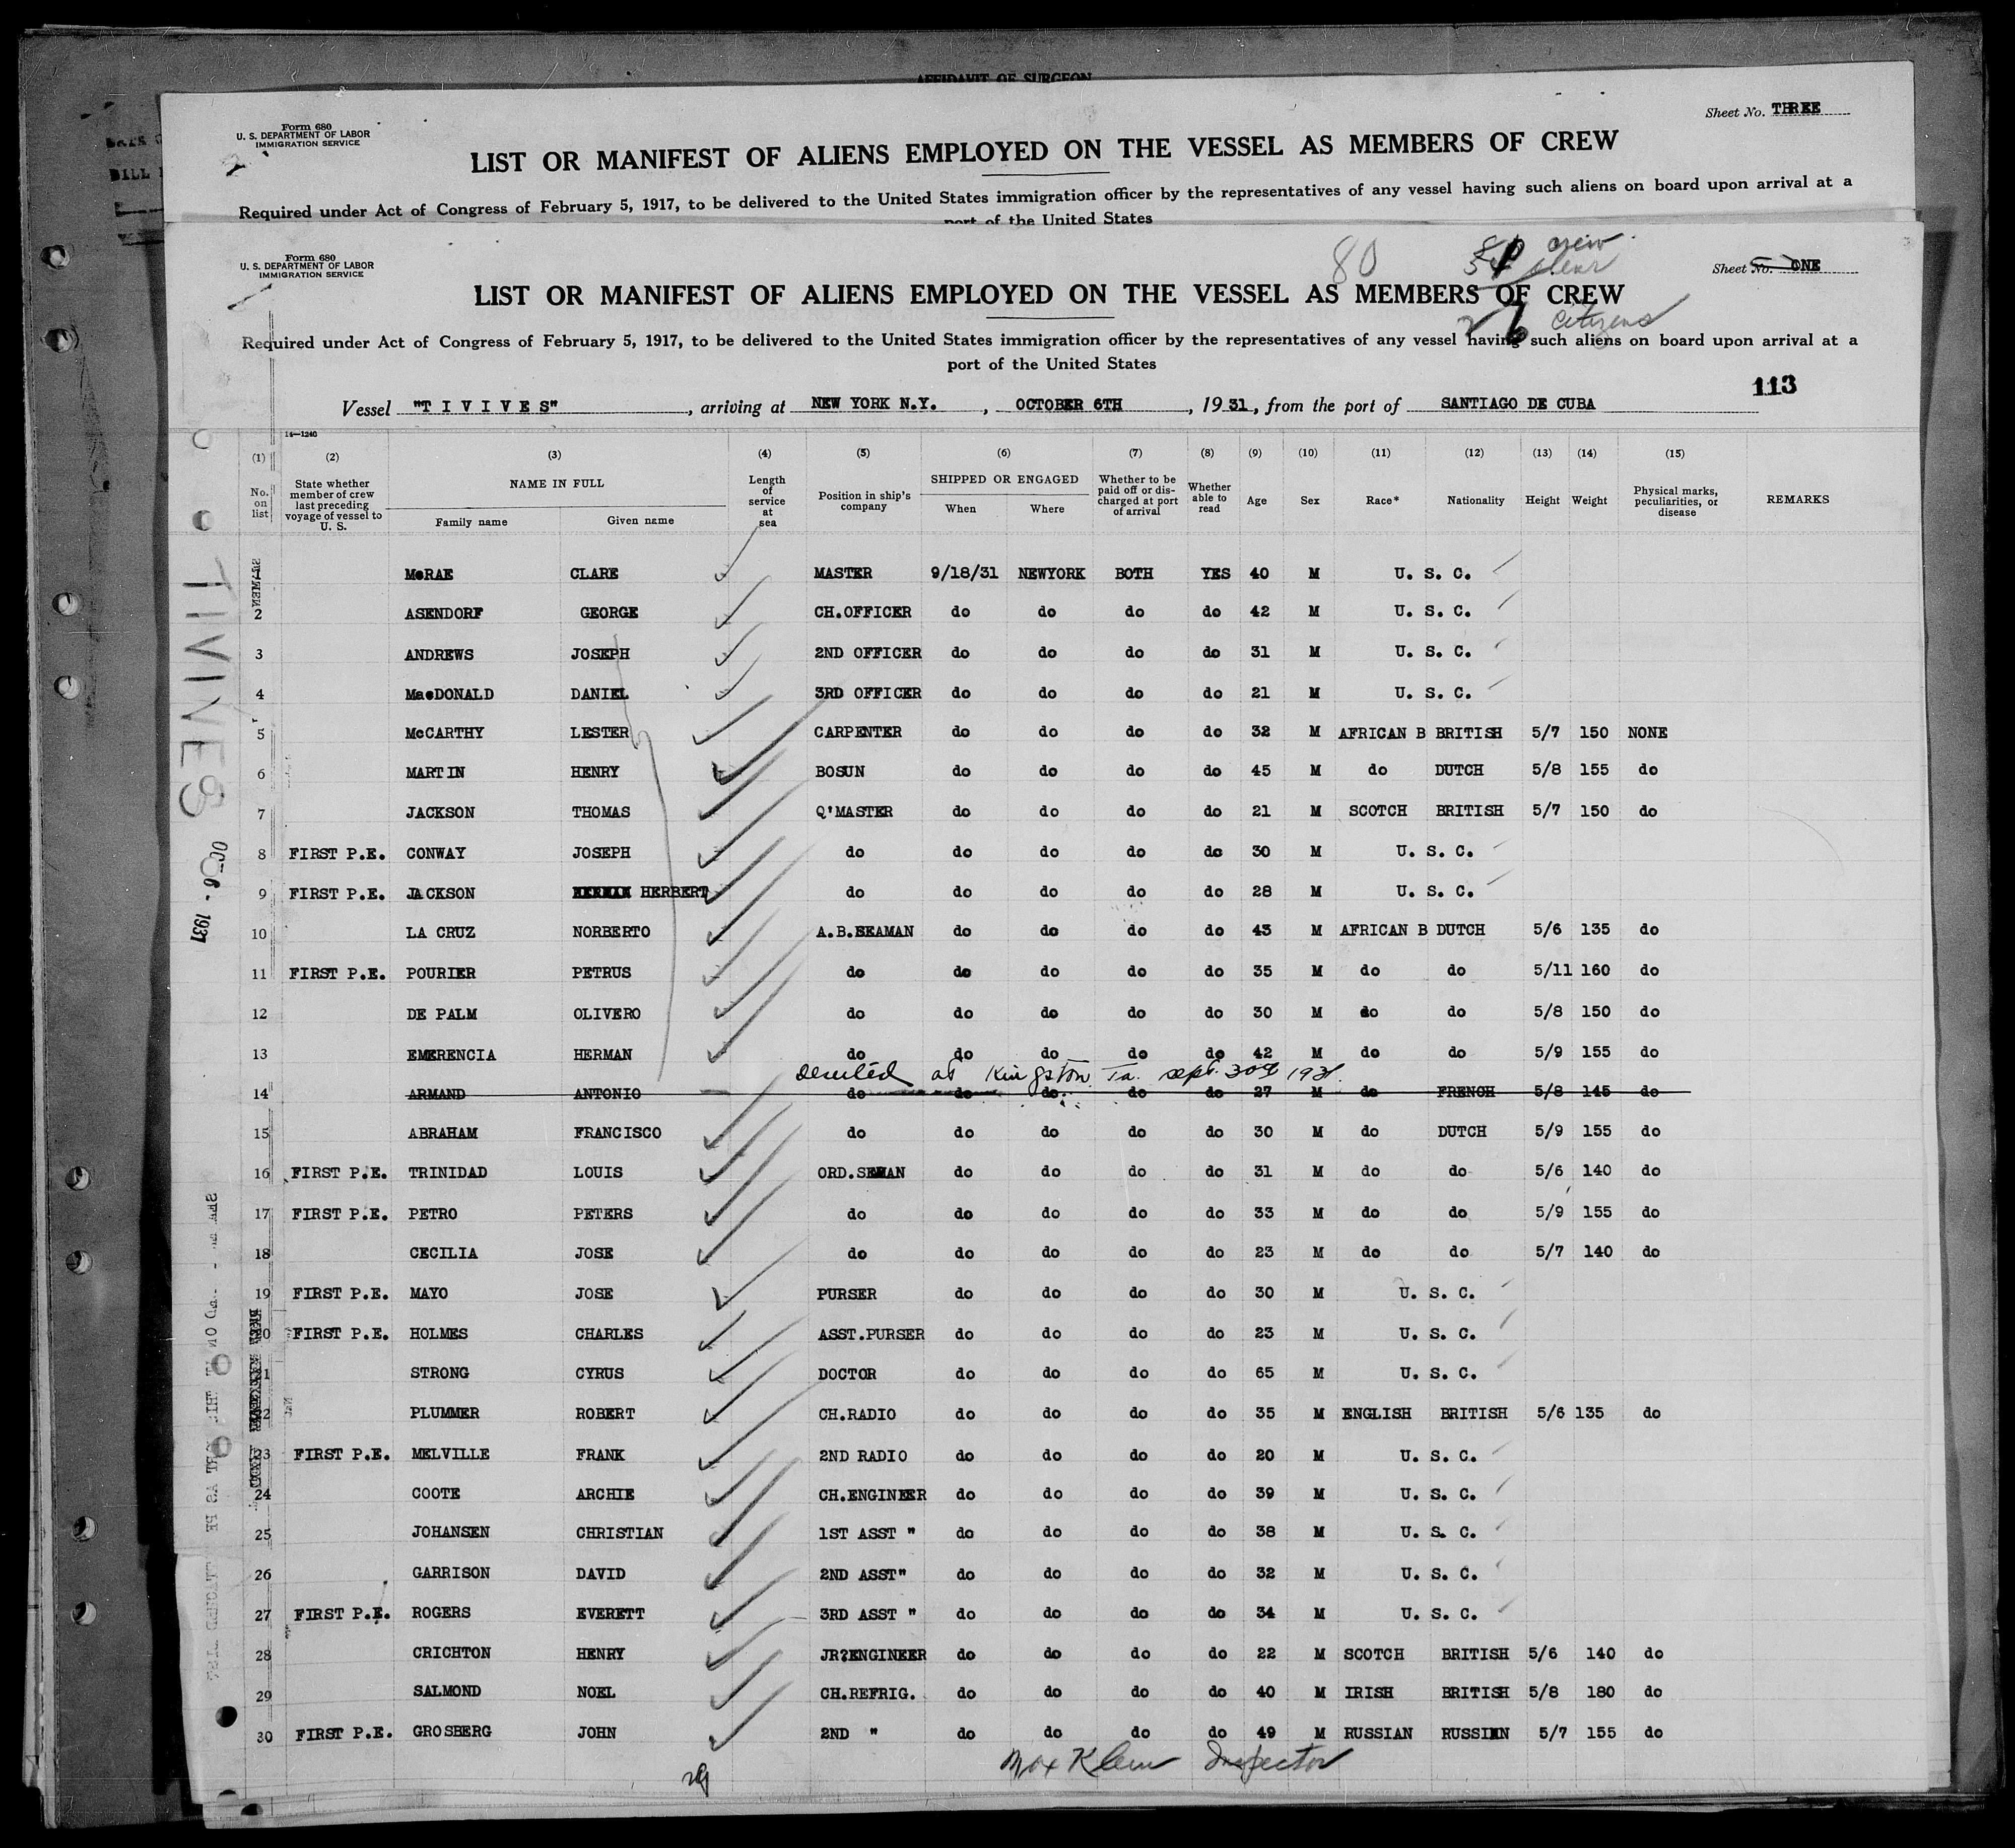 AFFIDAVIT OF SURGEON
Form 680
U. S. DEPARTMENT OF LABOR
IMMIGRATION SERVICE
Sheet No. THREE
LIST OR MANIFEST OF ALIENS EMPLOYED ON THE VESSEL AS MEMBERS OF CREW
Required under Act of Congress of February 5, 1917, to be delivered to the United States immigration officer by the representatives of any vessel having such aliens on board upon arrival at a
port of the United States
Form 680
U. S. DEPARTMENT OF LABOR
IMMIGRATION SERVICE
80
crew
Sheet No. ONE
LIST OR MANIFEST OF ALIENS EMPLOYED ON THE VESSEL AS MEMBERS OF CREW
26 Citizens
Required under Act of Congress of February 5, 1917, to be delivered to the United States immigration officer by the representatives of any vessel having such aliens on board upon arrival at a
port of the United States
113
Vessel "T I V I V E S", arriving at NEW YORK N.Y., OCTOBER 6TH, 1931, from the port of SANTIAGO DE CUBA
14—1240
(1) (2) (3) (4) (5) (6) (7) (8) (9) (10) (11) (12) (13) (14) (15)
No. on list
State whether member of crew last preceding voyage of vessel to U. S.
NAME IN FULL
Family name Given name
Length of service at sea
Position in ship's company
SHIPPED OR ENGAGED
When Where
Whether to be paid off or discharged at port of arrival
Whether able to read
Age Sex Race* Nationality Height Weight
Physical marks, peculiarities, or disease
REMARKS
TIVIVES
OCT 6 - 1931
1 McRAE CLARE MASTER 9/18/31 NEWYORK BOTH YES 40 M U. S. C.
2 ASENDORF GEORGE CH.OFFICER do do do do 42 M U. S. C.
3 ANDREWS JOSEPH 2ND OFFICER do do do do 31 M U. S. C.
4 MacDONALD DANIEL 3RD OFFICER do do do do 21 M U. S. C.
5 McCARTHY LESTER CARPENTER do do do do 32 M AFRICAN B BRITISH 5/7 150 NONE
6 MARTIN HENRY BOSUN do do do do 45 M do DUTCH 5/8 155 do
7 JACKSON THOMAS Q'MASTER do do do do 21 M SCOTCH BRITISH 5/7 150 do
8 FIRST P.E. CONWAY JOSEPH do do do do do 30 M U. S. C.
9 FIRST P.E. JACKSON HERMAN HERBERT do do do do do 28 M U. S. C.
10 LA CRUZ NORBERTO A.B.SEAMAN do do do do 43 M AFRICAN B DUTCH 5/6 135 do
11 FIRST P.E. POURIER PETRUS do do do do do 35 M do do 5/11 160 do
12 DE PALM OLIVERO do do do do do 30 M do do 5/8 150 do
13 EMERENCIA HERMAN do do do do do 42 M do do 5/9 155 do
Deserted at Kingston Ja. sept. 30th 1931.
14 ARMAND ANTONIO do do do do do 27 M do FRENCH 5/8 145 do
15 ABRAHAM FRANCISCO do do do do do 30 M do DUTCH 5/9 155 do
16 FIRST P.E. TRINIDAD LOUIS ORD.SEAMAN do do do do 31 M do do 5/6 140 do
17 FIRST P.E. PETRO PETERS do do do do do 33 M do do 5/9 155 do
18 CECILIA JOSE do do do do do 23 M do do 5/7 140 do
19 FIRST P.E. MAYO JOSE PURSER do do do do 30 M U. S. C.
20 FIRST P.E. HOLMES CHARLES ASST.PURSER do do do do 23 M U. S. C.
21 STRONG CYRUS DOCTOR do do do do 65 M U. S. C.
22 PLUMMER ROBERT CH.RADIO do do do do 35 M ENGLISH BRITISH 5/6 135 do
23 FIRST P.E. MELVILLE FRANK 2ND RADIO do do do do 20 M U. S. C.
24 COOTE ARCHIE CH.ENGINEER do do do do 39 M U. S. C.
25 JOHANSEN CHRISTIAN 1ST ASST " do do do do 38 M U. S. C.
26 GARRISON DAVID 2ND ASST" do do do do 32 M U. S. C.
27 FIRST P.E. ROGERS EVERETT 3RD ASST " do do do do 34 M U. S. C.
28 CRICHTON HENRY JR?ENGINEER do do do do 22 M SCOTCH BRITISH 5/6 140 do
29 SALMOND NOEL CH.REFRIG. do do do do 40 M IRISH BRITISH 5/8 180 do
30 FIRST P.E. GROSBERG JOHN 2ND " do do do do 49 M RUSSIAN RUSSIAN 5/7 155 do
29
Max Klein Inspector